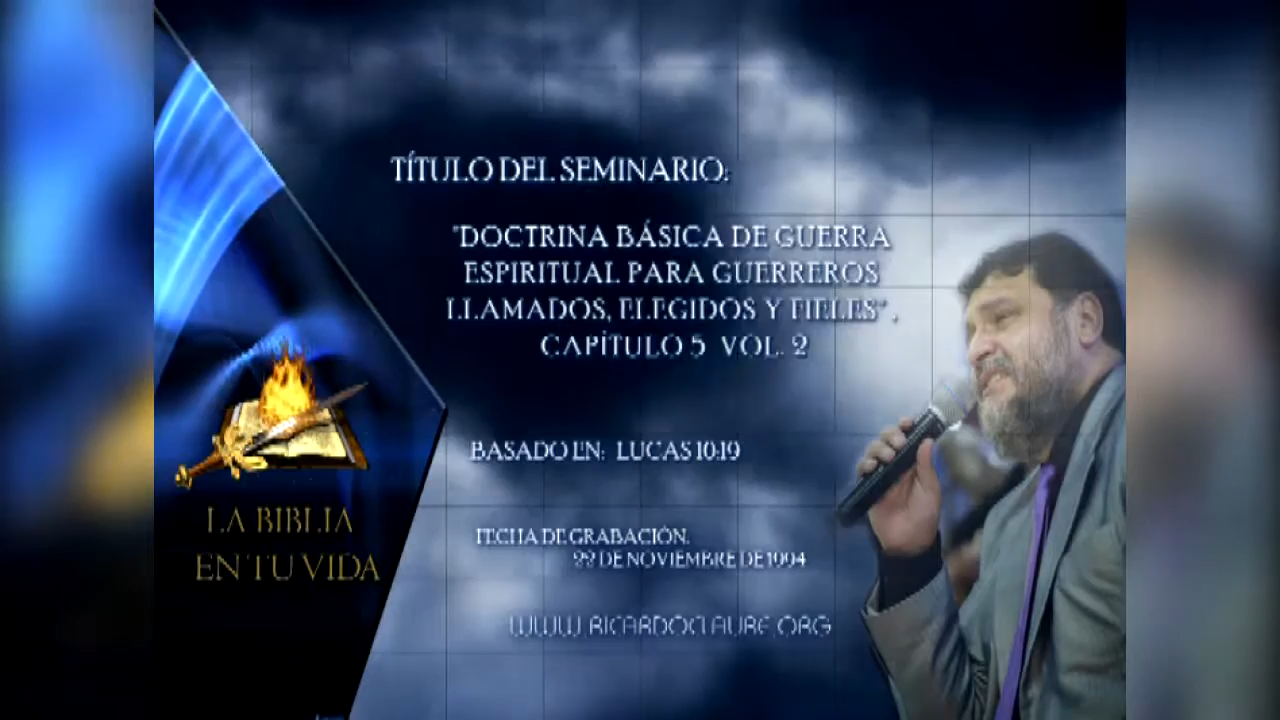 TÍTULO DEL SEMINARIO:
"DOCTRINA BÁSICA DE GUERRA
ESPIRITUAL PARA GUERREROS
LLAMADOS, ELEGIDOS Y FIELES" .
CAPÍTULO 5 VOL. 2
BASADO EN: LUCAS 10:19
FECHA DE GRABACIÓN:
22 DE NOVIEMBRE DE 1994
WWW.RICARDOCLAURE.ORG
LA BIBLIA
EN TU VIDA